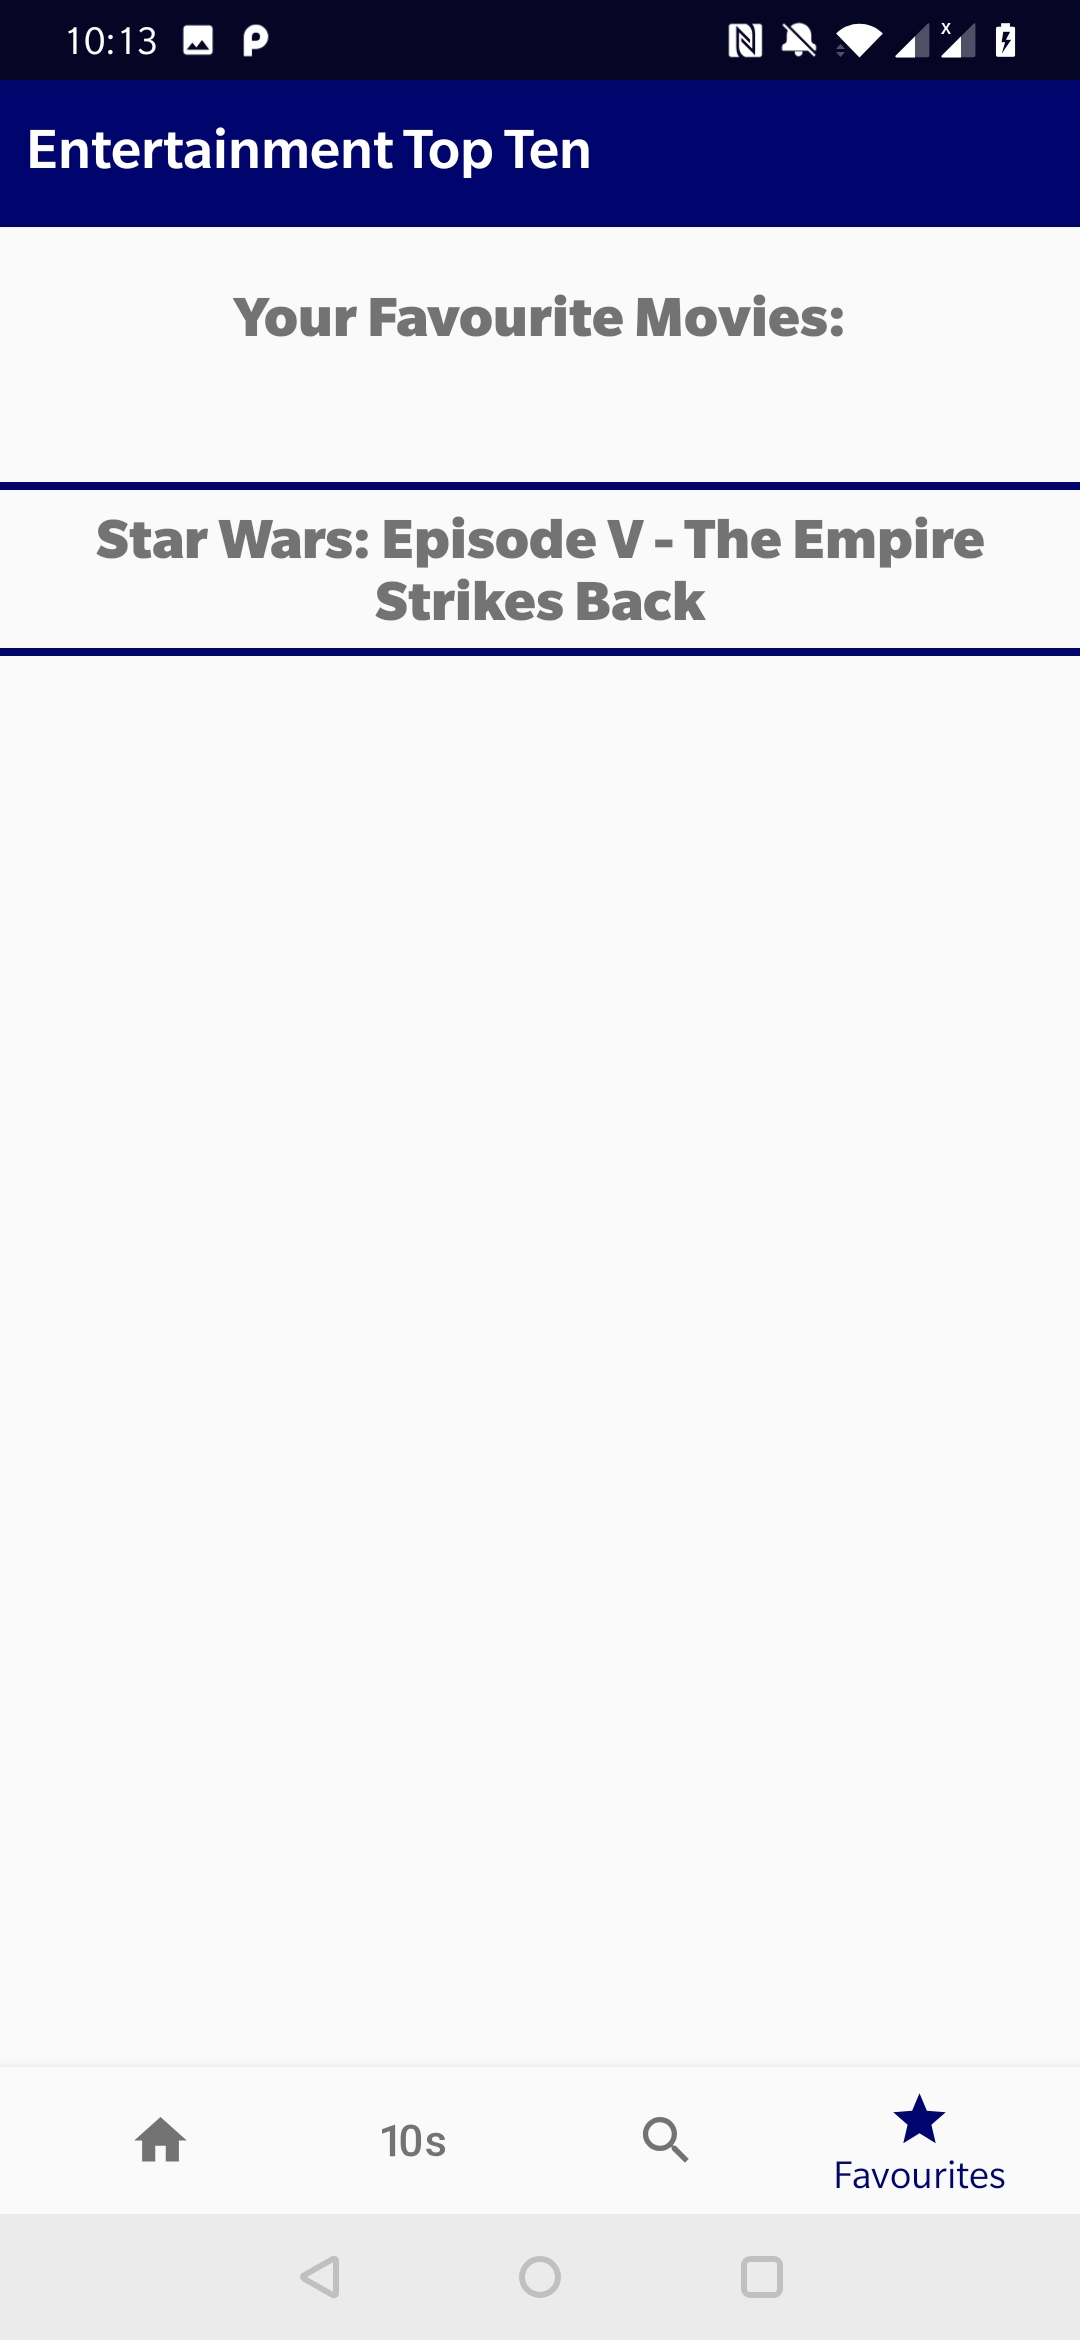 10:13
Entertainment Top Ten
Your Favourite Movies:
Star Wars: Episode V - The Empire
Strikes Back
10s
Favourites